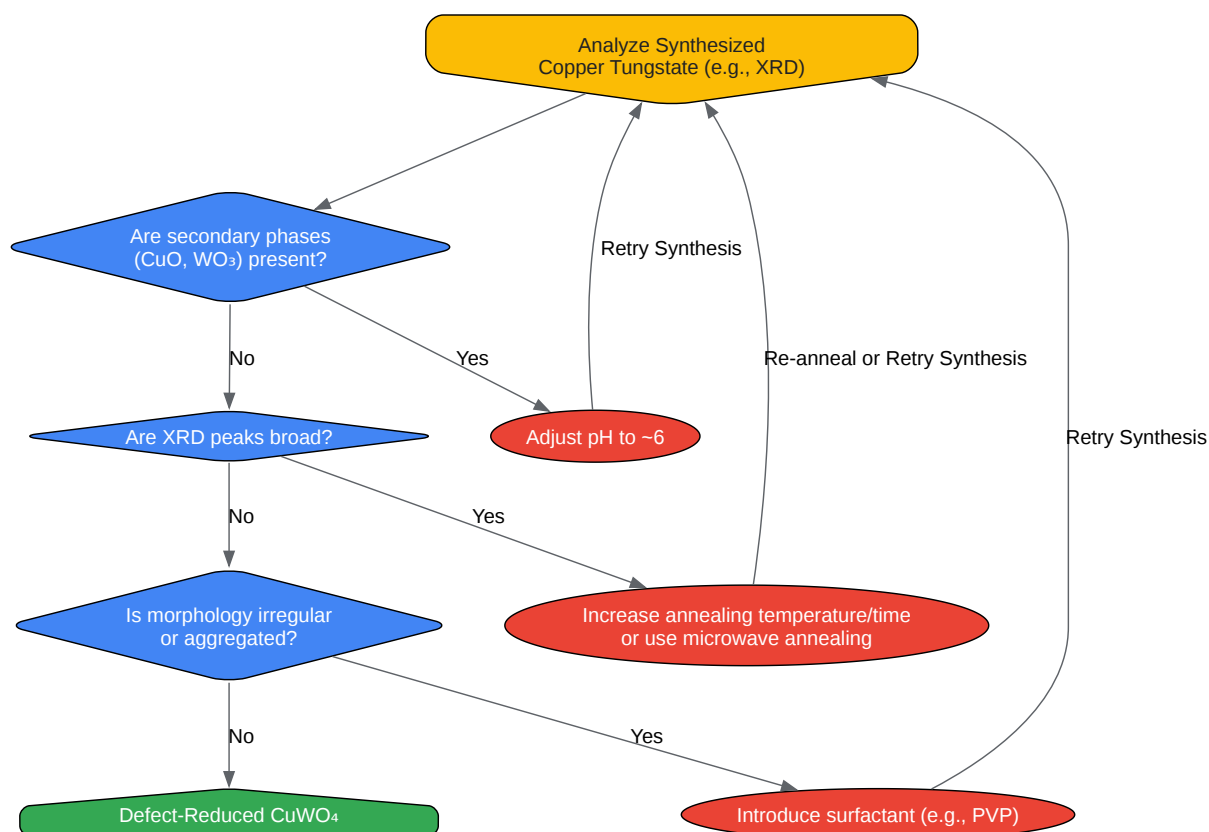 Analyze Synthesized
Copper Tungstate (e.g., XRD)
Are secondary phases
(CuO, WO₃) present?
Retry Synthesis
No
Yes
Re-anneal or Retry Synthesis
Are XRD peaks broad?
Adjust pH to ~6
Retry Synthesis
No
Yes
Is morphology irregular
or aggregated?
Increase annealing temperature/time
or use microwave annealing
No
Yes
Defect-Reduced CuWO₄
Introduce surfactant (e.g., PVP)